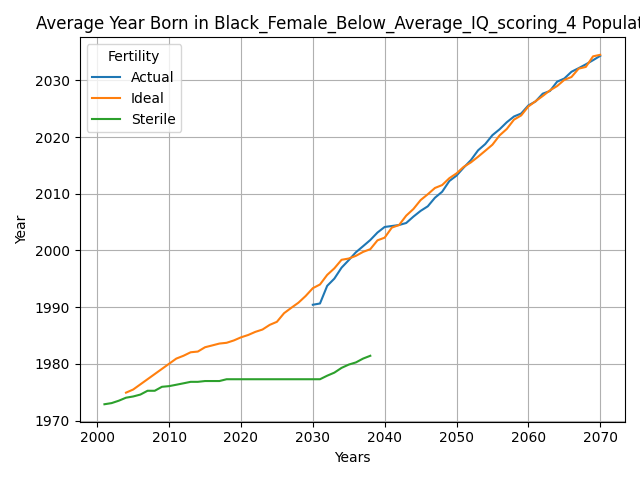 Average Year Born in Black_Female_Below_Average_IQ_scoring_4 Populat
Fertility
Actual
Ideal
Sterile
Year
2030
2020
2010
2000
1990
1980
1970
2000 2010 2020 2030 2040 2050 2060 2070
Years